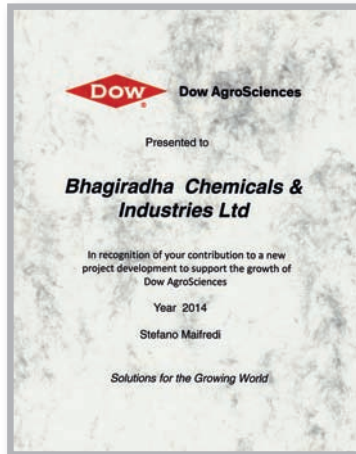 DOW
®
Dow AgroSciences
Presented to
Bhagiradha Chemicals &
Industries Ltd
In recognition of your contribution to a new
project development to support the growth of
Dow AgroSciences
Year 2014
Stefano Maifredi
Solutions for the Growing World